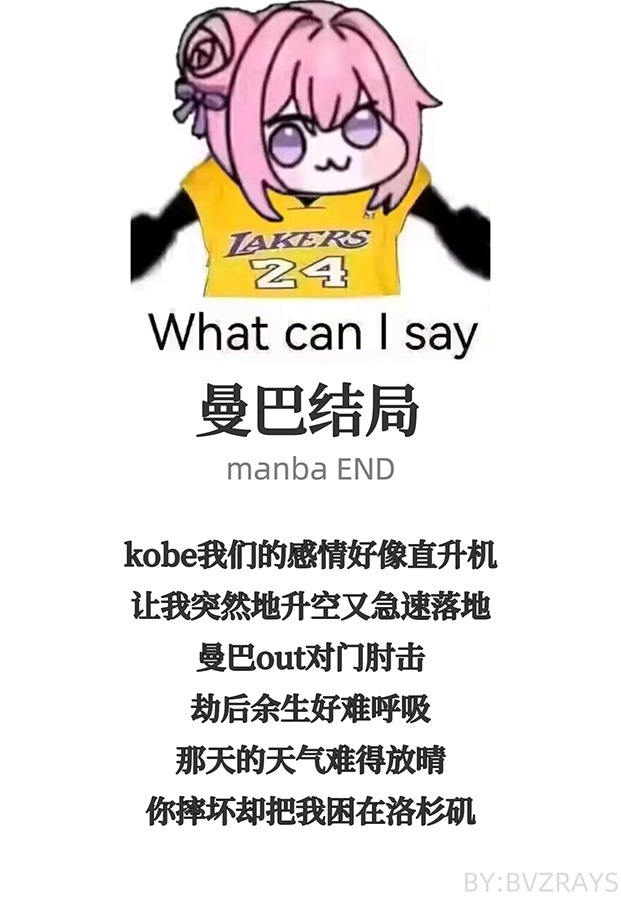 LAKERS
24
What can I say
曼巴结局
manba END
kobe我们的感情好像直升机
让我突然地升空又急速落地
曼巴out对门肘击
劫后余生好难呼吸
那天的天气难得放晴
你摔坏却把我困在洛杉矶
BY:BVZRAYS